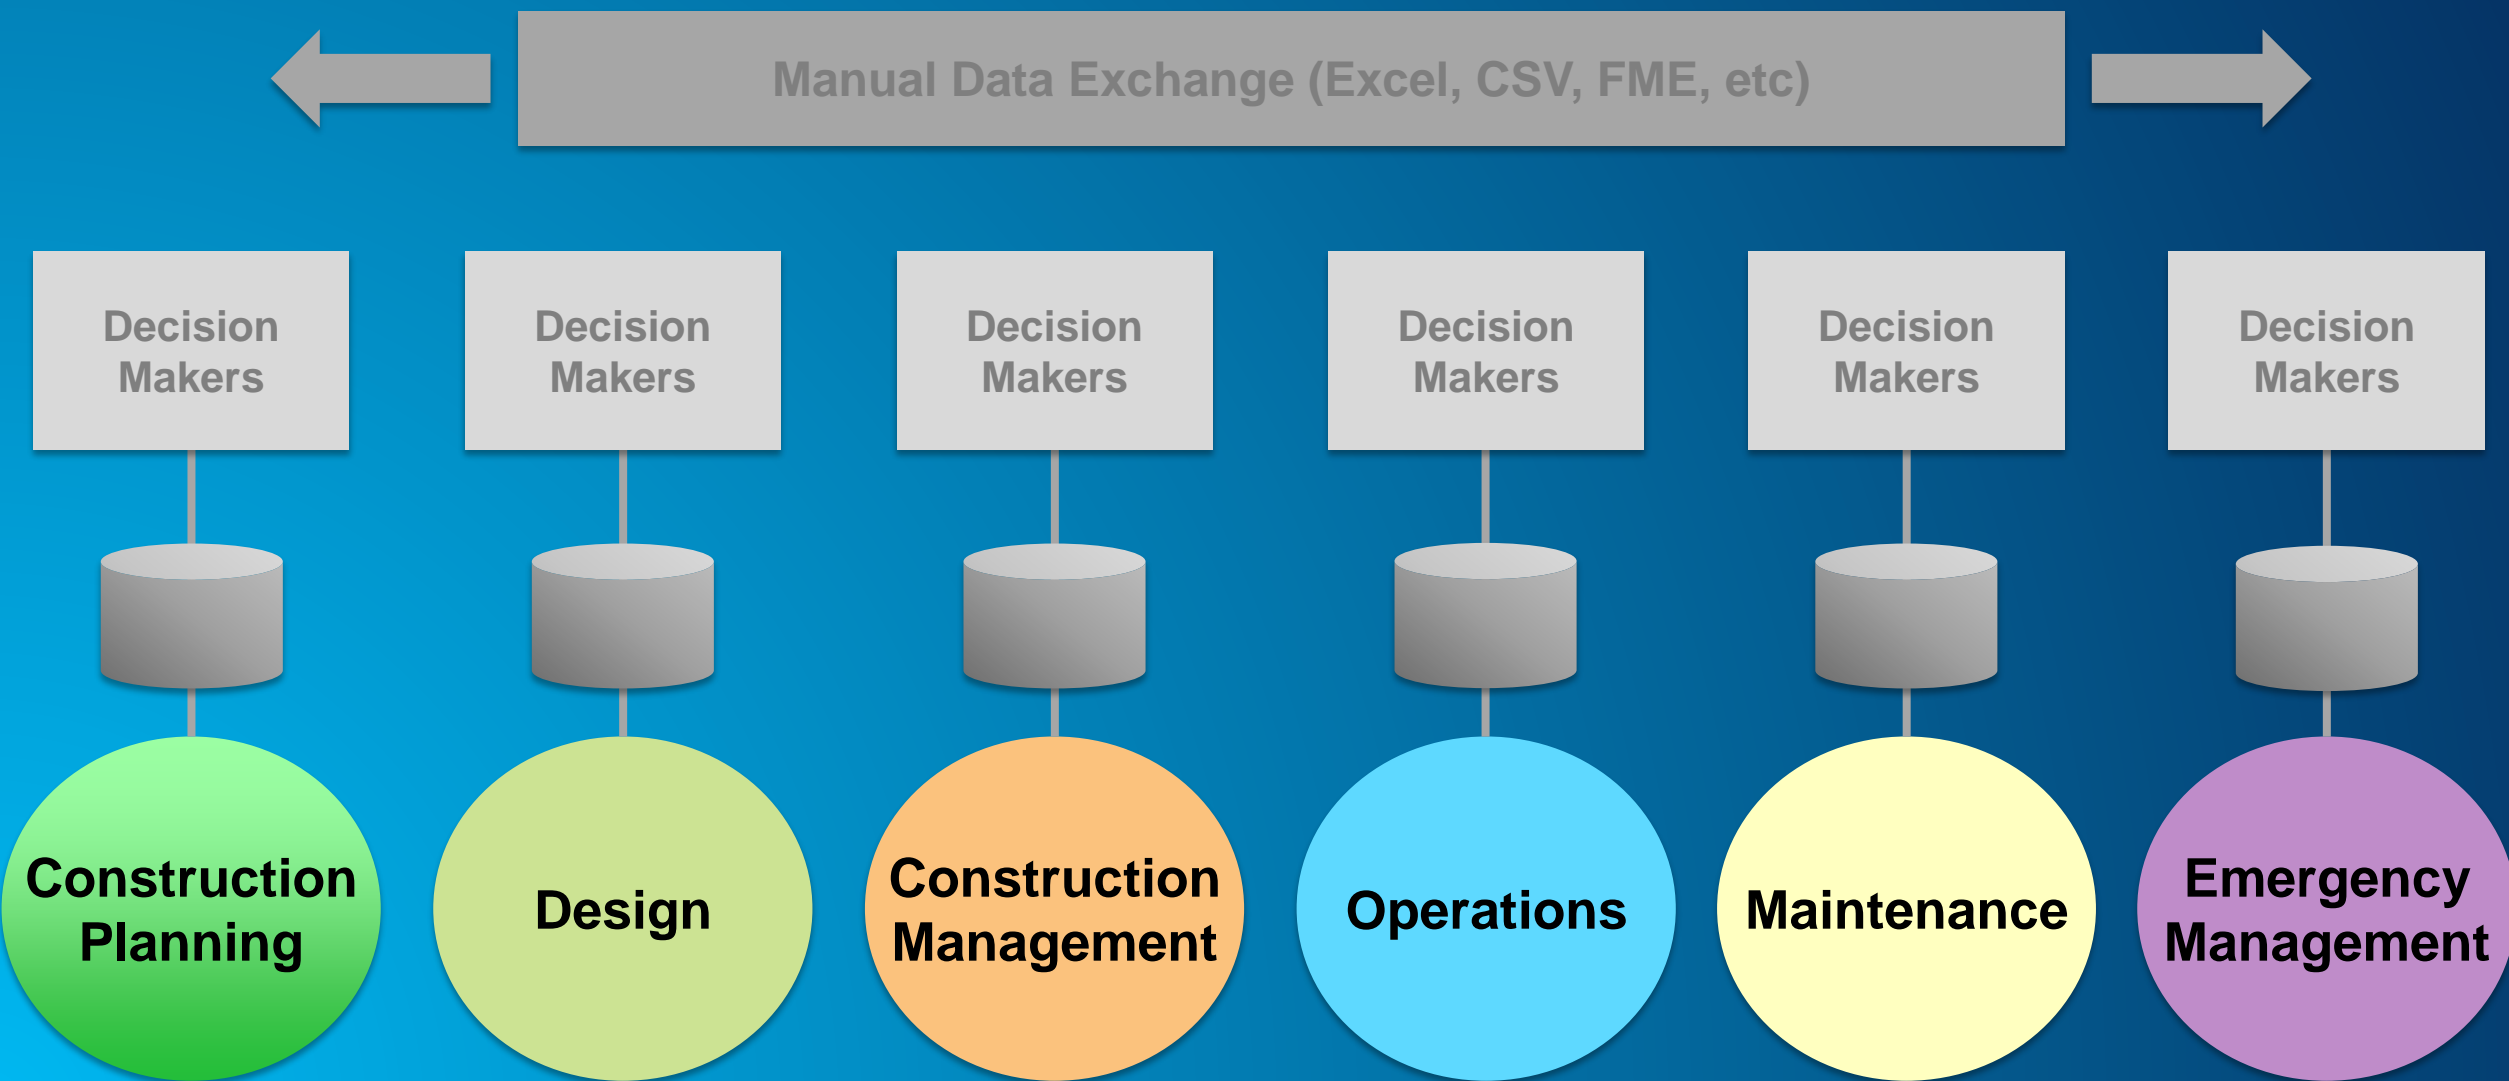 Manual Data Exchange (Excel, CSV, FME, etc)
Decision
Makers
Decision
Makers
Decision
Makers
Decision
Makers
Decision
Makers
Decision
Makers
Construction
Planning
Design
Construction
Management
Operations
Maintenance
Emergency
Management